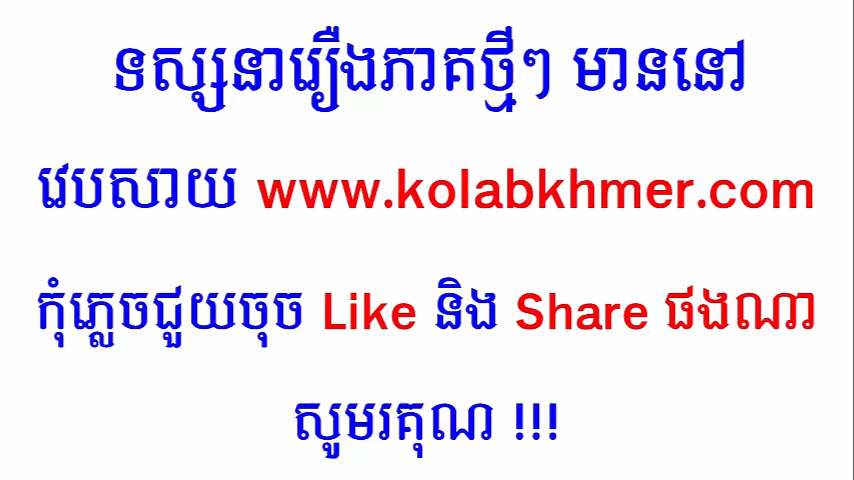 ទស្សនារឿងភាគថ្មីៗ មាននៅ
វេបសាយ www.kolabkhmer.com
កុំភ្លេចជួយចុច Like និង Share ផងណា
សូមរគុណ !!!